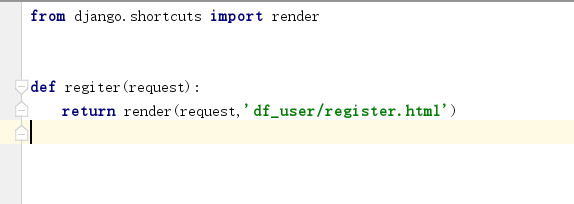 from django.shortcuts import render
def regiter(request):
return render(request,'df_user/register.html')